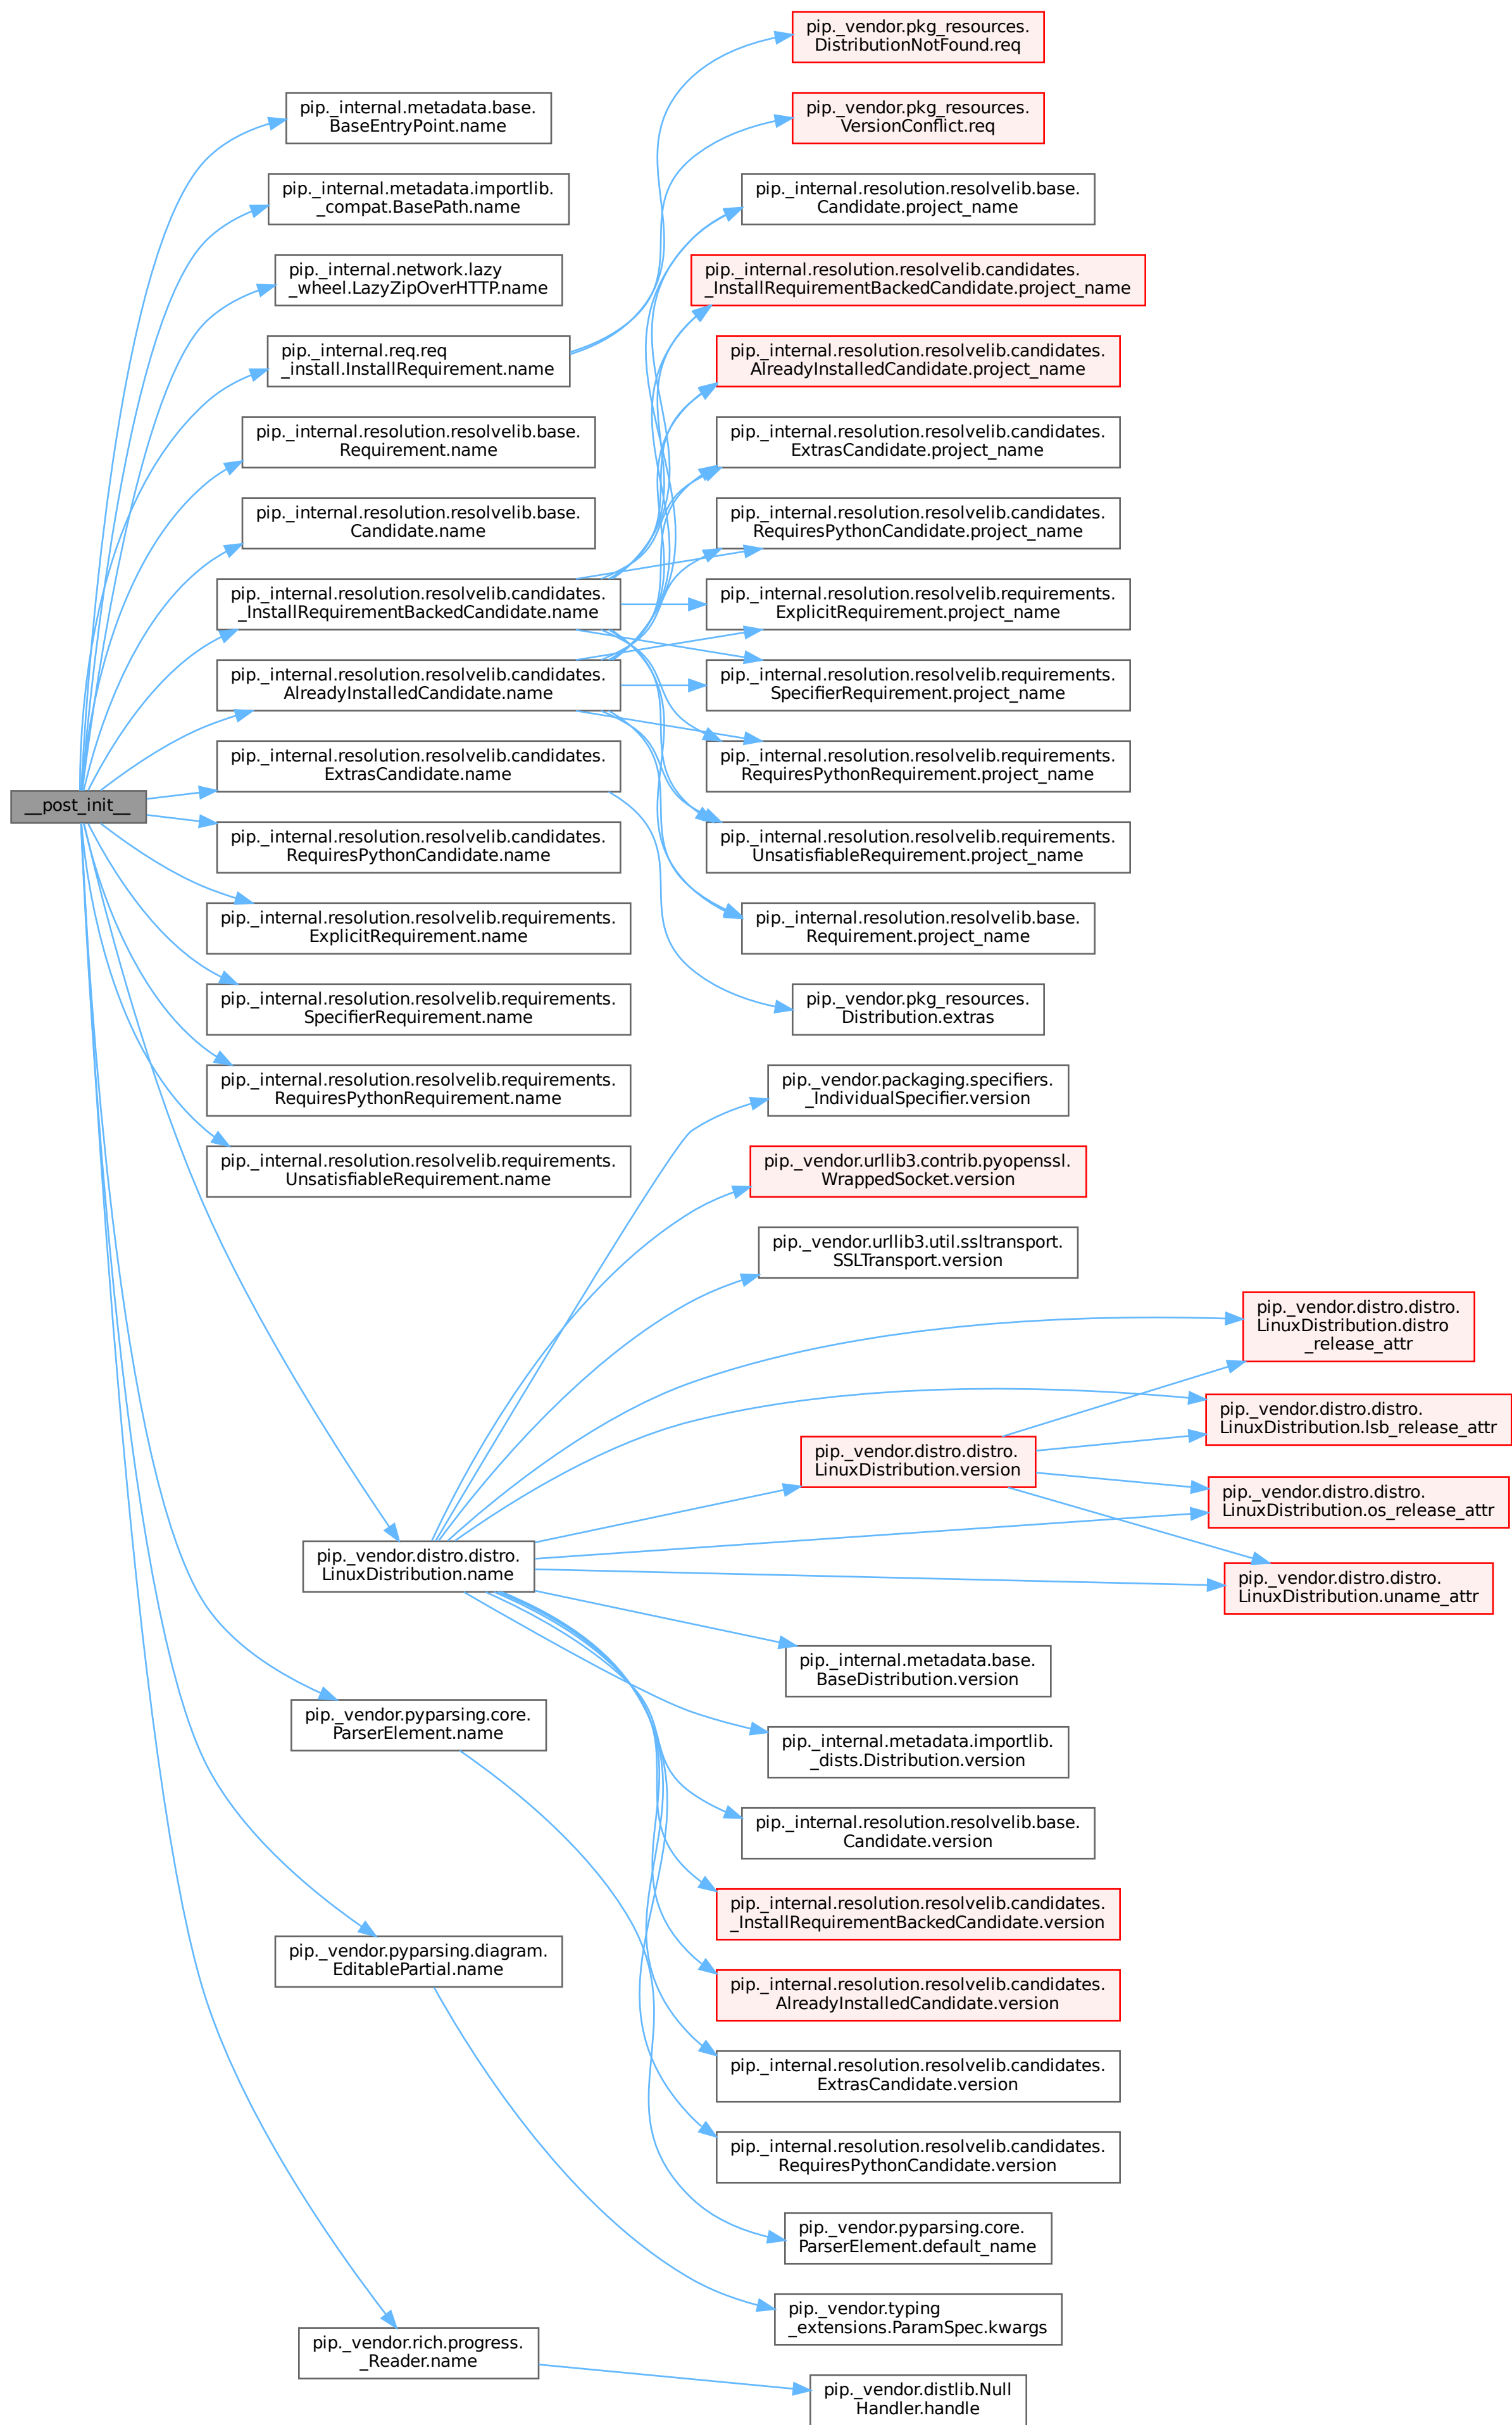 __post_init__
pip._internal.metadata.base.
BaseEntryPoint.name
pip._internal.metadata.importlib.
_compat.BasePath.name
pip._internal.network.lazy
_wheel.LazyZipOverHTTP.name
pip._internal.req.req
_install.InstallRequirement.name
pip._internal.resolution.resolvelib.base.
Requirement.name
pip._internal.resolution.resolvelib.base.
Candidate.name
pip._internal.resolution.resolvelib.candidates.
_InstallRequirementBackedCandidate.name
pip._internal.resolution.resolvelib.candidates.
AlreadyInstalledCandidate.name
pip._internal.resolution.resolvelib.candidates.
ExtrasCandidate.name
pip._internal.resolution.resolvelib.candidates.
RequiresPythonCandidate.name
pip._internal.resolution.resolvelib.requirements.
ExplicitRequirement.name
pip._internal.resolution.resolvelib.requirements.
SpecifierRequirement.name
pip._internal.resolution.resolvelib.requirements.
RequiresPythonRequirement.name
pip._internal.resolution.resolvelib.requirements.
UnsatisfiableRequirement.name
pip._vendor.distro.distro.
LinuxDistribution.name
pip._vendor.pyparsing.core.
ParserElement.name
pip._vendor.pyparsing.diagram.
EditablePartial.name
pip._vendor.rich.progress.
_Reader.name
pip._vendor.pkg_resources.
DistributionNotFound.req
pip._vendor.pkg_resources.
VersionConflict.req
pip._internal.resolution.resolvelib.base.
Candidate.project_name
pip._internal.resolution.resolvelib.candidates.
_InstallRequirementBackedCandidate.project_name
pip._internal.resolution.resolvelib.candidates.
AlreadyInstalledCandidate.project_name
pip._internal.resolution.resolvelib.candidates.
ExtrasCandidate.project_name
pip._internal.resolution.resolvelib.candidates.
RequiresPythonCandidate.project_name
pip._internal.resolution.resolvelib.requirements.
ExplicitRequirement.project_name
pip._internal.resolution.resolvelib.requirements.
SpecifierRequirement.project_name
pip._internal.resolution.resolvelib.requirements.
RequiresPythonRequirement.project_name
pip._internal.resolution.resolvelib.requirements.
UnsatisfiableRequirement.project_name
pip._internal.resolution.resolvelib.base.
Requirement.project_name
pip._vendor.pkg_resources.
Distribution.extras
pip._vendor.packaging.specifiers.
_IndividualSpecifier.version
pip._vendor.urllib3.contrib.pyopenssl.
WrappedSocket.version
pip._vendor.urllib3.util.ssltransport.
SSLTransport.version
pip._vendor.distro.distro.
LinuxDistribution.version
pip._internal.metadata.base.
BaseDistribution.version
pip._internal.metadata.importlib.
_dists.Distribution.version
pip._internal.resolution.resolvelib.base.
Candidate.version
pip._internal.resolution.resolvelib.candidates.
_InstallRequirementBackedCandidate.version
pip._internal.resolution.resolvelib.candidates.
AlreadyInstalledCandidate.version
pip._internal.resolution.resolvelib.candidates.
ExtrasCandidate.version
pip._internal.resolution.resolvelib.candidates.
RequiresPythonCandidate.version
pip._vendor.pyparsing.core.
ParserElement.default_name
pip._vendor.typing
_extensions.ParamSpec.kwargs
pip._vendor.distlib.Null
Handler.handle
pip._vendor.distro.distro.
LinuxDistribution.distro
_release_attr
pip._vendor.distro.distro.
LinuxDistribution.lsb_release_attr
pip._vendor.distro.distro.
LinuxDistribution.os_release_attr
pip._vendor.distro.distro.
LinuxDistribution.uname_attr